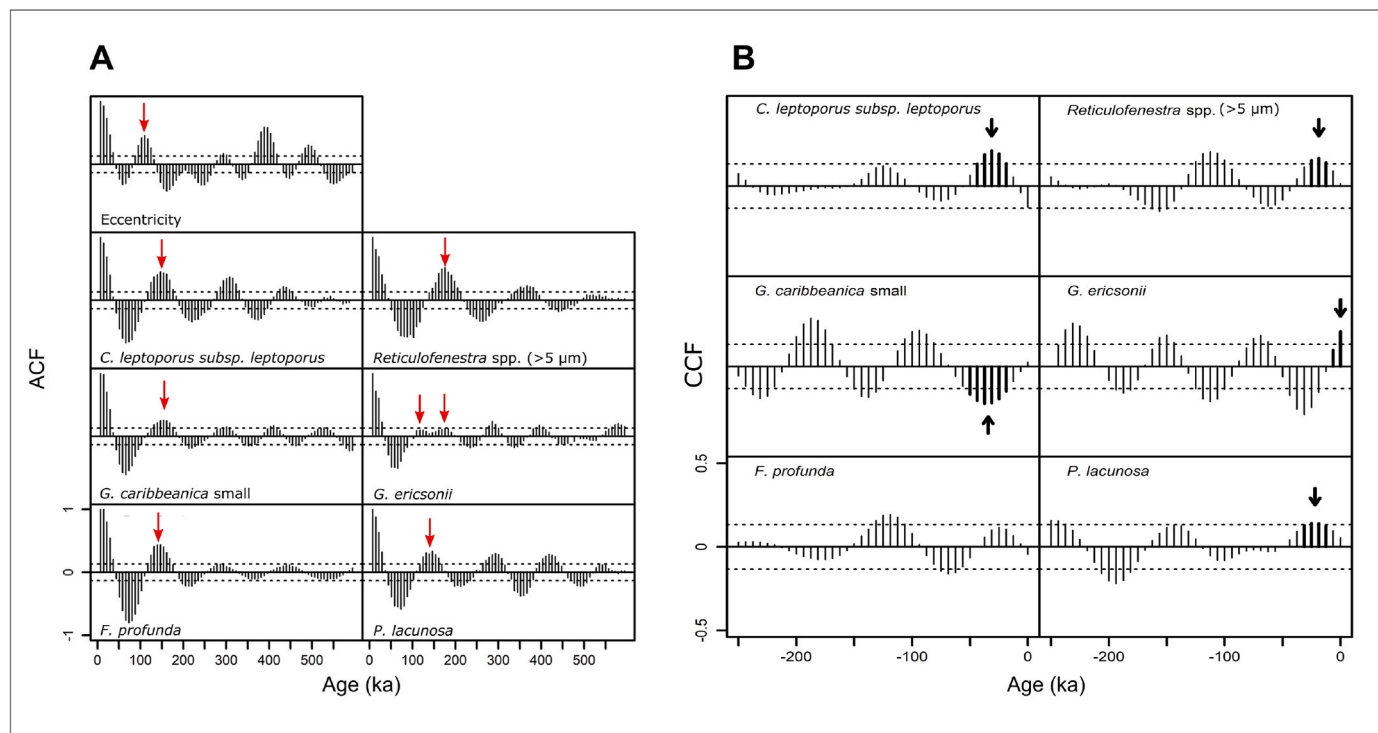 A
Eccentricity
C. leptoporus subsp. leptoporus
Reticulofenestra spp. (>5 µm)
G. caribbeanica small
G. ericsonii
F. profunda
P. lacunosa
ACF
1
0
-1
0 100 200 300 400 500
0 100 200 300 400 500
Age (ka)
B
C. leptoporus subsp. leptoporus
Reticulofenestra spp. (>5 µm)
G. caribbeanica small
G. ericsonii
F. profunda
P. lacunosa
CCF
0.5
0
-0.5
-200 -100 0
-200 -100 0
Age (ka)